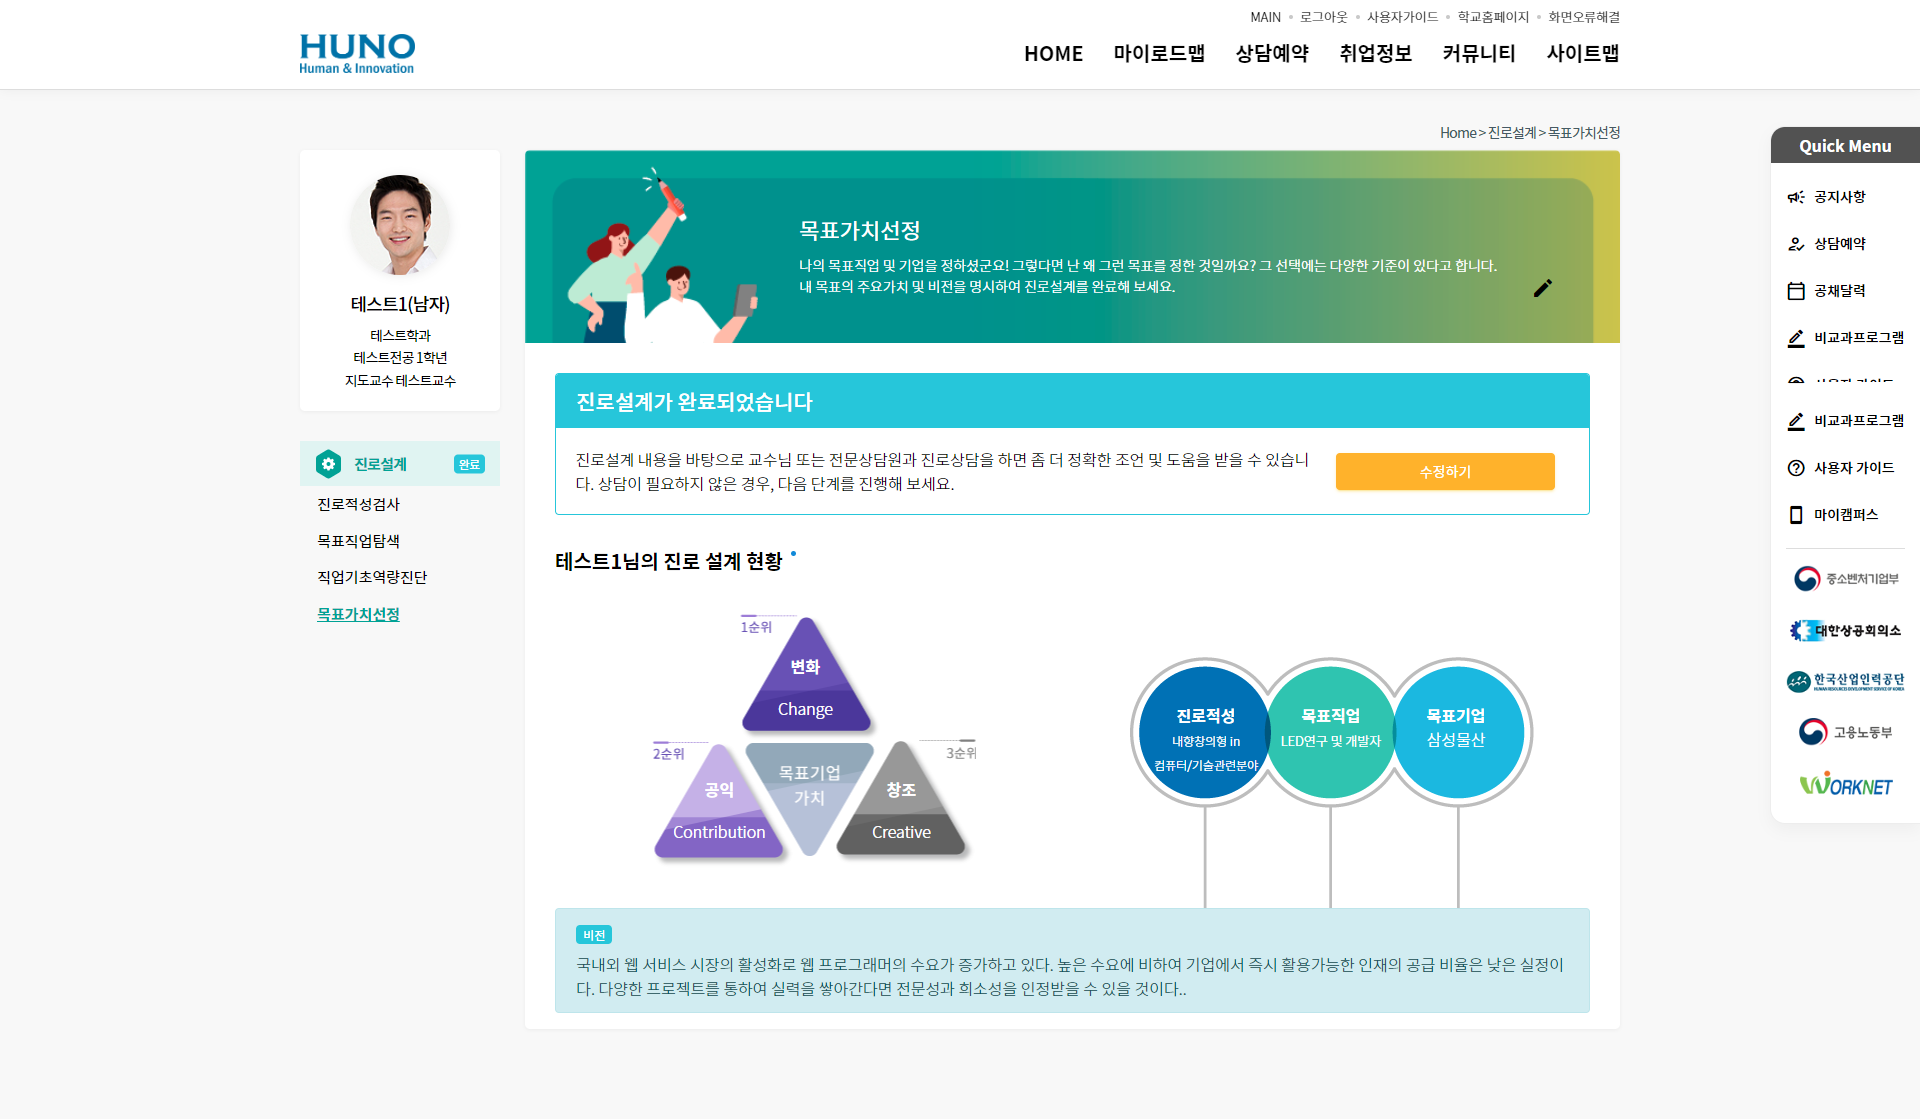 MAIN 로그아웃 사용자가이드 학교홈페이지 화면오류해결
HUNO
Human & Innovation
HOME 마이로드맵 상담예약 취업정보 커뮤니티 사이트맵
Home > 진로설계 > 목표가치선정
테스트1(남자)
테스트학과
테스트전공 1학년
지도교수 테스트교수
진로설계 완료
진로적성검사
목표직업탐색
직업기초역량진단
목표가치선정
목표가치선정
나의 목표직업 및 기업을 정하셨군요! 그렇다면 난 왜 그런 목표를 정한 것일까요? 그 선택에는 다양한 기준이 있다고 합니다.
내 목표의 주요가치 및 비전을 명시하여 진로설계를 완료해 보세요.
진로설계가 완료되었습니다
진로설계 내용을 바탕으로 교수님 또는 전문상담원과 진로상담을 하면 좀 더 정확한 조언 및 도움을 받을 수 있습니
다. 상담이 필요하지 않은 경우, 다음 단계를 진행해 보세요.
수정하기
테스트1님의 진로 설계 현황
1순위
변화
Change
2순위
공익
Contribution
목표기업
가치
3순위
창조
Creative
진로적성
내향창의형 in
컴퓨터/기술관련분야
목표직업
LED연구 및 개발자
목표기업
삼성물산
비전
국내외 웹 서비스 시장의 활성화로 웹 프로그래머의 수요가 증가하고 있다. 높은 수요에 비하여 기업에서 즉시 활용가능한 인재의 공급 비율은 낮은 실정이
다. 다양한 프로젝트를 통하여 실력을 쌓아간다면 전문성과 희소성을 인정받을 수 있을 것이다..
Quick Menu
공지사항
상담예약
공채달력
비교과프로그램
사용자 가이드
비교과프로그램
사용자 가이드
마이캠퍼스
중소벤처기업부
대한상공회의소
한국산업인력공단
HUMAN RESOURCES DEVELOPMENT SERVICE OF KOREA
고용노동부
WORKNET